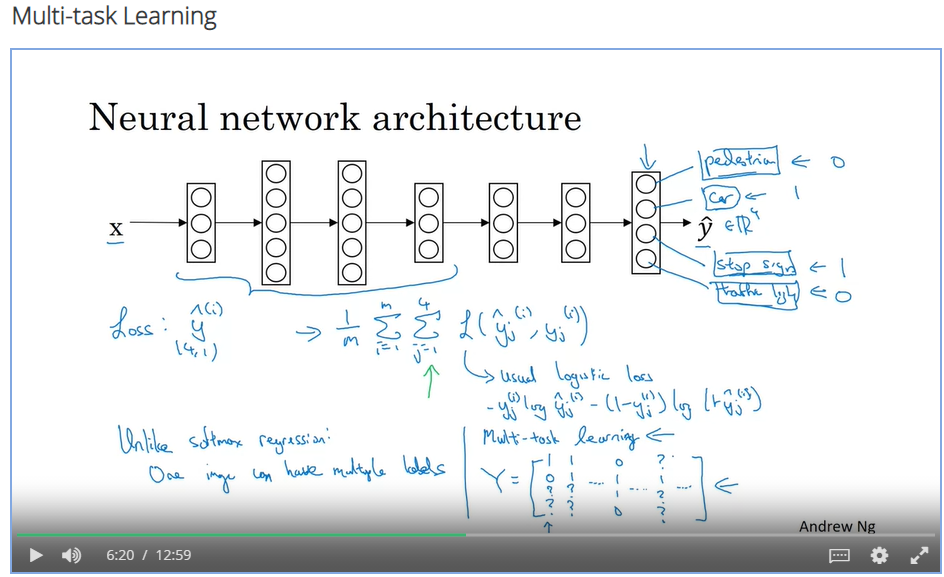 Multi-task Learning
Neural network architecture
pedestrian ← 0
car ← 1
x
ŷ ∈ ℝ⁴
stop sign ← 1
traffic light ← 0
Loss: ŷ^(i) → 1/m Σ_{i=1}^{m} Σ_{j=1}^{4} L(ŷ_j^(i), y_j^(i))
(4,1)
usual logistic loss
- y_j^(i) log ŷ_j^(i) - (1-y_j^(i)) log (1-ŷ_j^(i))
Unlike softmax regression:
One image can have multiple labels
Multi-task learning ←
Y = [
1 1 0 ?
0 1 .... 1 1
? ? 1 .... ? ....
? ? 0 ?
] ←
Andrew Ng
6:20 / 12:59